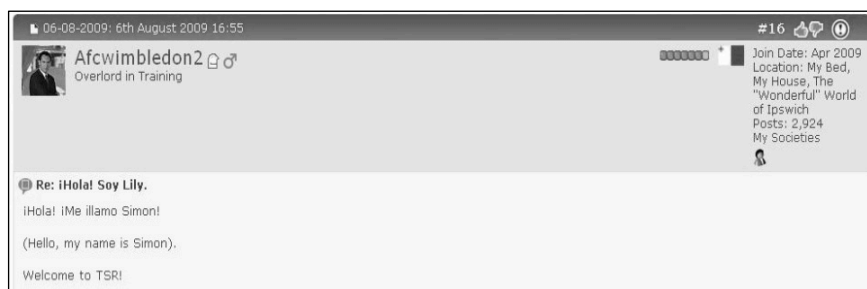 06-08-2009: 6th August 2009 16:55
#16
Afcwimbledon2
Overlord in Training
Join Date: Apr 2009
Location: My Bed,
My House, The
"Wonderful" World
of Ipswich
Posts: 2,924
My Societies
Re: ¡Hola! Soy Lily.
¡Hola! ¡Me illamo Simon!
(Hello, my name is Simon).
Welcome to TSR!